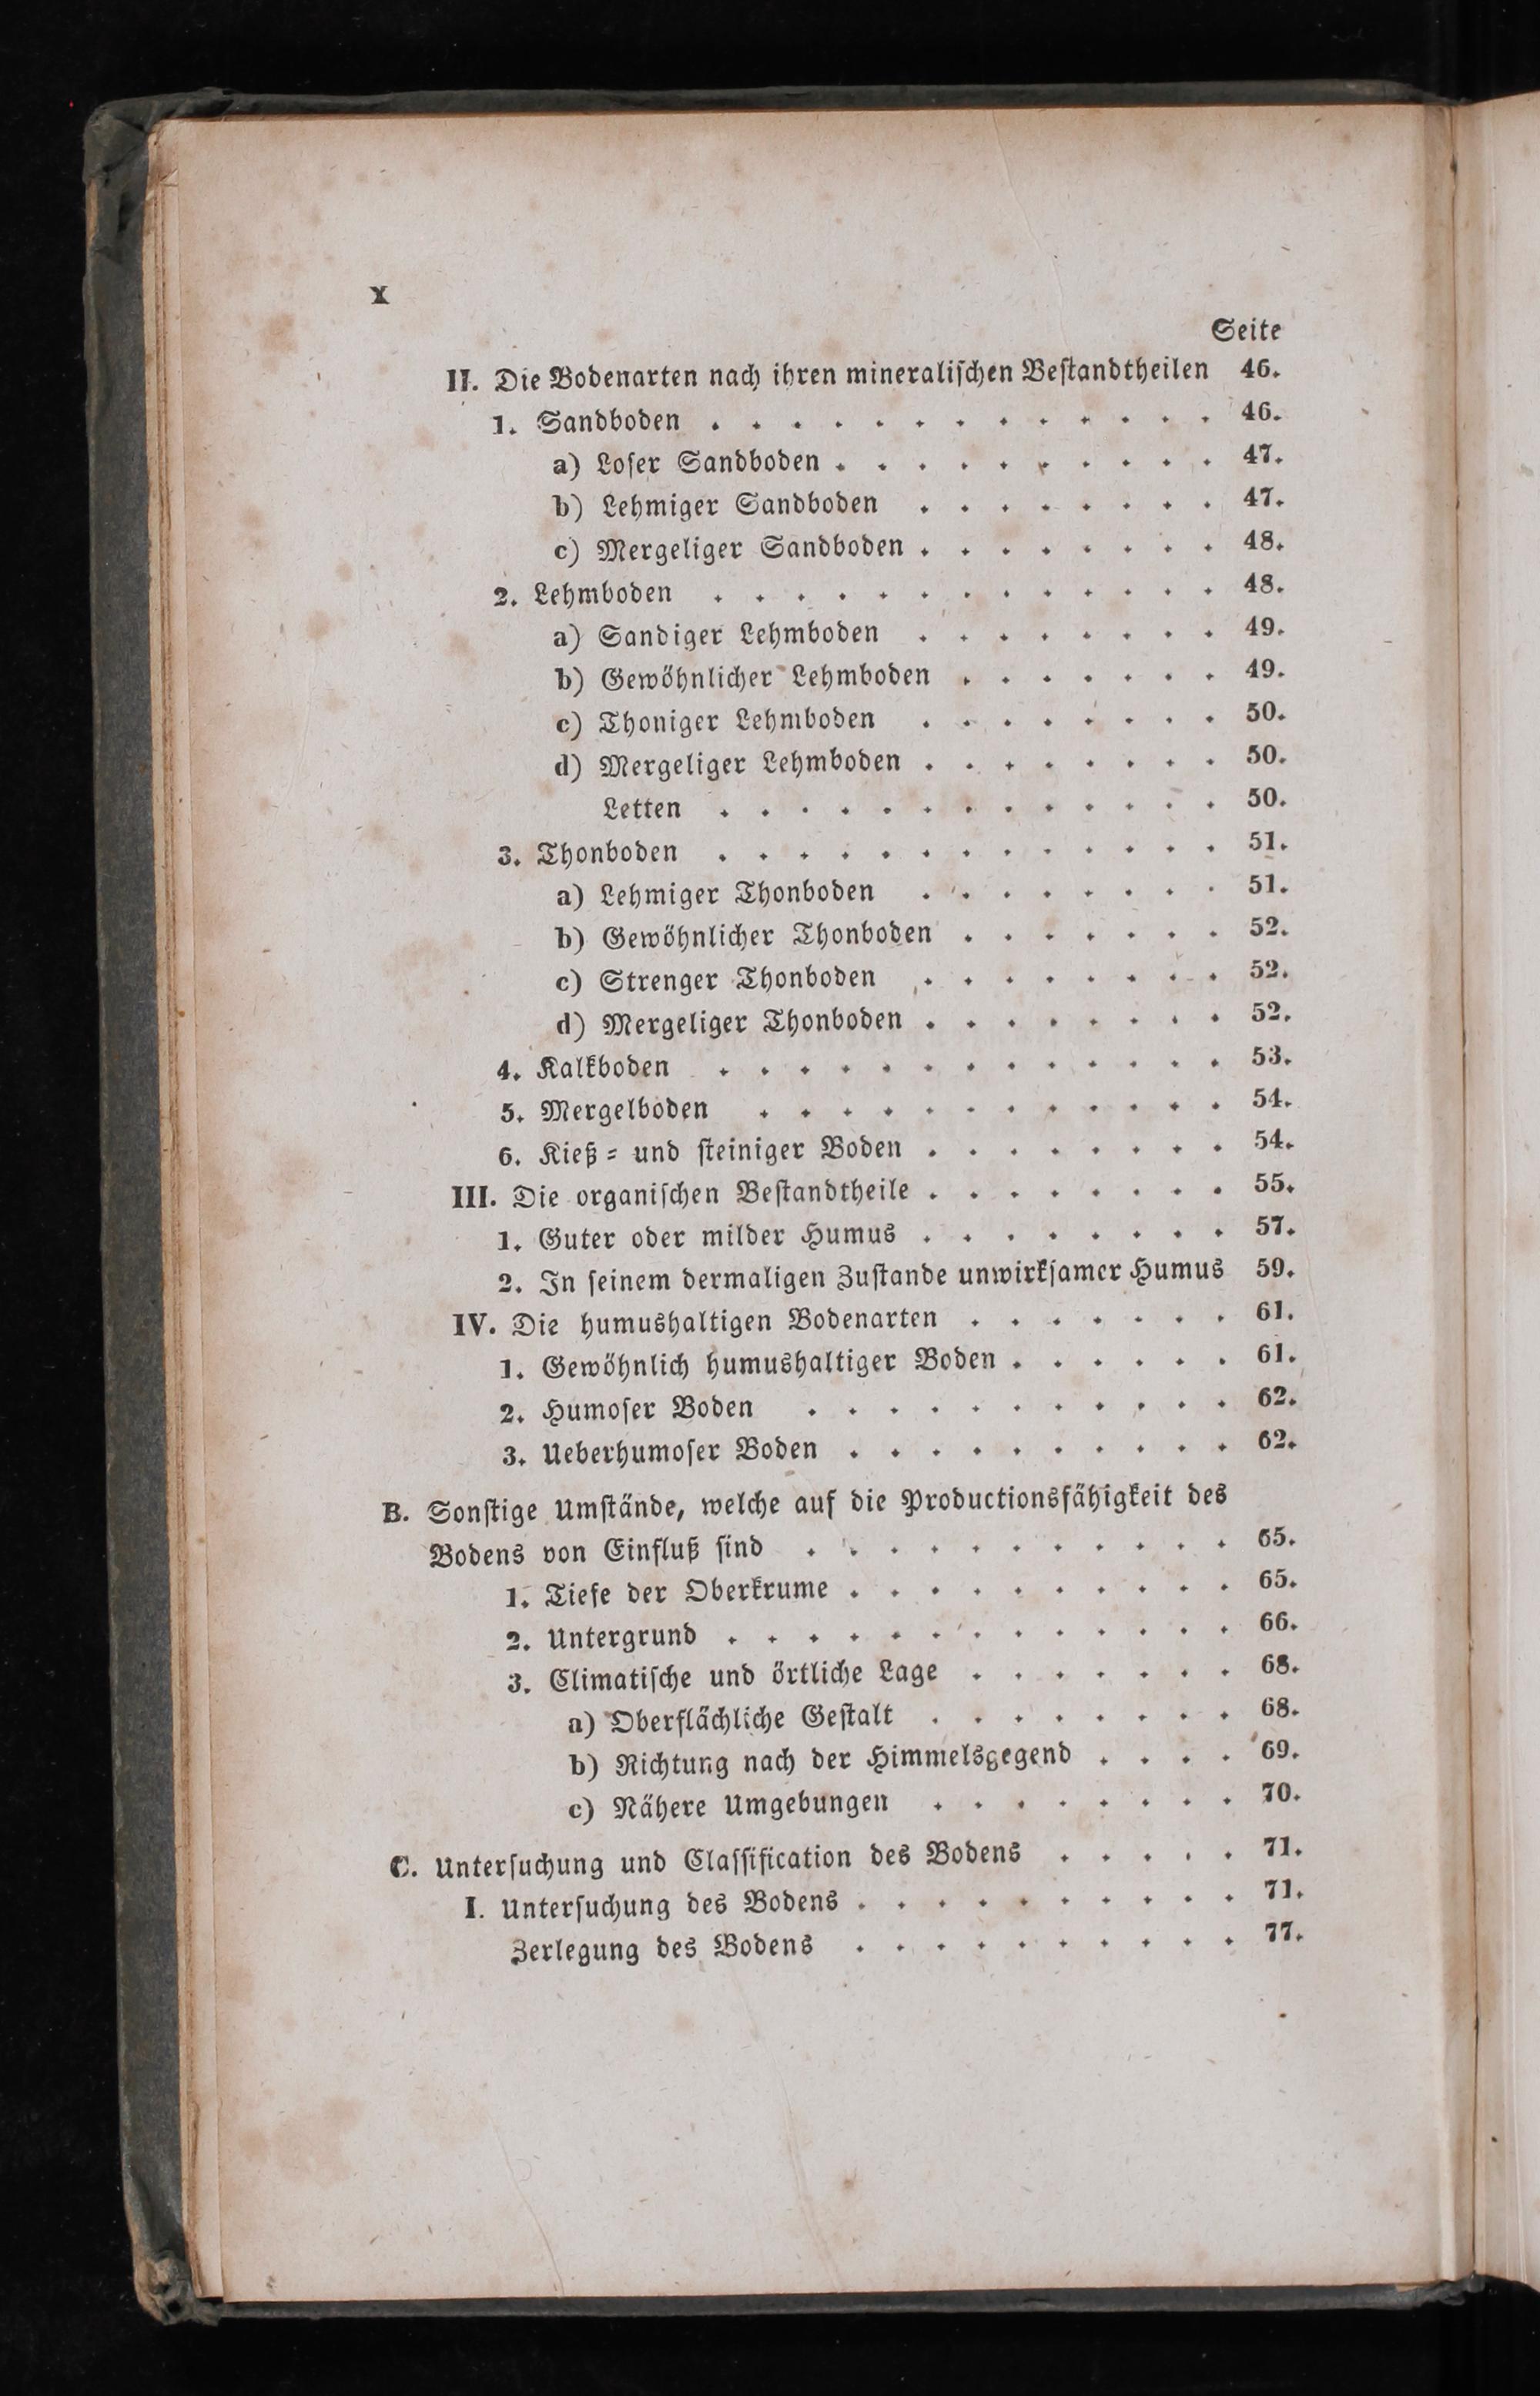 X
Seite
II. Die Bodenarten nach ihren mineraliſchen Beſtandtheilen 46.
1. Sandboden . . . . . . . . . . . . . 46.
a) Loſer Sandboden . . . . . . . . . . 47.
b) Lehmiger Sandboden . . . . . . . . 47.
c) Mergeliger Sandboden . . . . . . . . 48.
2. Lehmboden . . . . . . . . . . . . . 48.
a) Sandiger Lehmboden . . . . . . . . 49.
b) Gewöhnlicher Lehmboden . . . . . . . 49.
c) Thoniger Lehmboden . . . . . . . . 50.
d) Mergeliger Lehmboden . . . . . . . . 50.
Letten . . . . . . . . . . . . . 50.
3. Thonboden . . . . . . . . . . . . . 51.
a) Lehmiger Thonboden . . . . . . . . 51.
b) Gewöhnlicher Thonboden . . . . . . . 52.
c) Strenger Thonboden . . . . . . . . 52.
d) Mergeliger Thonboden . . . . . . . . 52.
4. Kalkboden . . . . . . . . . . . . . 53.
5. Mergelboden . . . . . . . . . . . . 54.
6. Kieß⸗ und ſteiniger Boden . . . . . . . . 54.
III. Die organiſchen Beſtandtheile . . . . . . . . 55.
1. Guter oder milder Humus . . . . . . . . 57.
2. In ſeinem dermaligen Zuſtande unwirkſamer Humus 59.
IV. Die humushaltigen Bodenarten . . . . . . . 61.
1. Gewöhnlich humushaltiger Boden . . . . . . 61.
2. Humoſer Boden . . . . . . . . . . . 62.
3. Ueberhumoſer Boden . . . . . . . . . . 62.
B. Sonſtige Umſtände, welche auf die Productionsfähigkeit des
Bodens von Einfluß ſind . . . . . . . . . . . 65.
1. Tiefe der Oberkrume . . . . . . . . . . 65.
2. Untergrund . . . . . . . . . . . . . 66.
3. Climatiſche und örtliche Lage . . . . . . . 68.
a) Oberflächliche Geſtalt . . . . . . . . 68.
b) Richtung nach der Himmelsgegend . . . . 69.
c) Nähere Umgebungen . . . . . . . . 70.
C. Unterſuchung und Claſſification des Bodens . . . . . 71.
I. Unterſuchung des Bodens . . . . . . . . . . 71.
Zerlegung des Bodens . . . . . . . . . . 77.